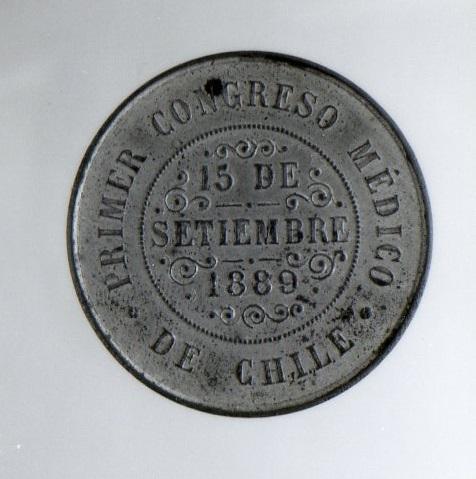 PRIMER CONGRESO MÉDICO
DE CHILE
15 DE
SETIEMBRE
1889